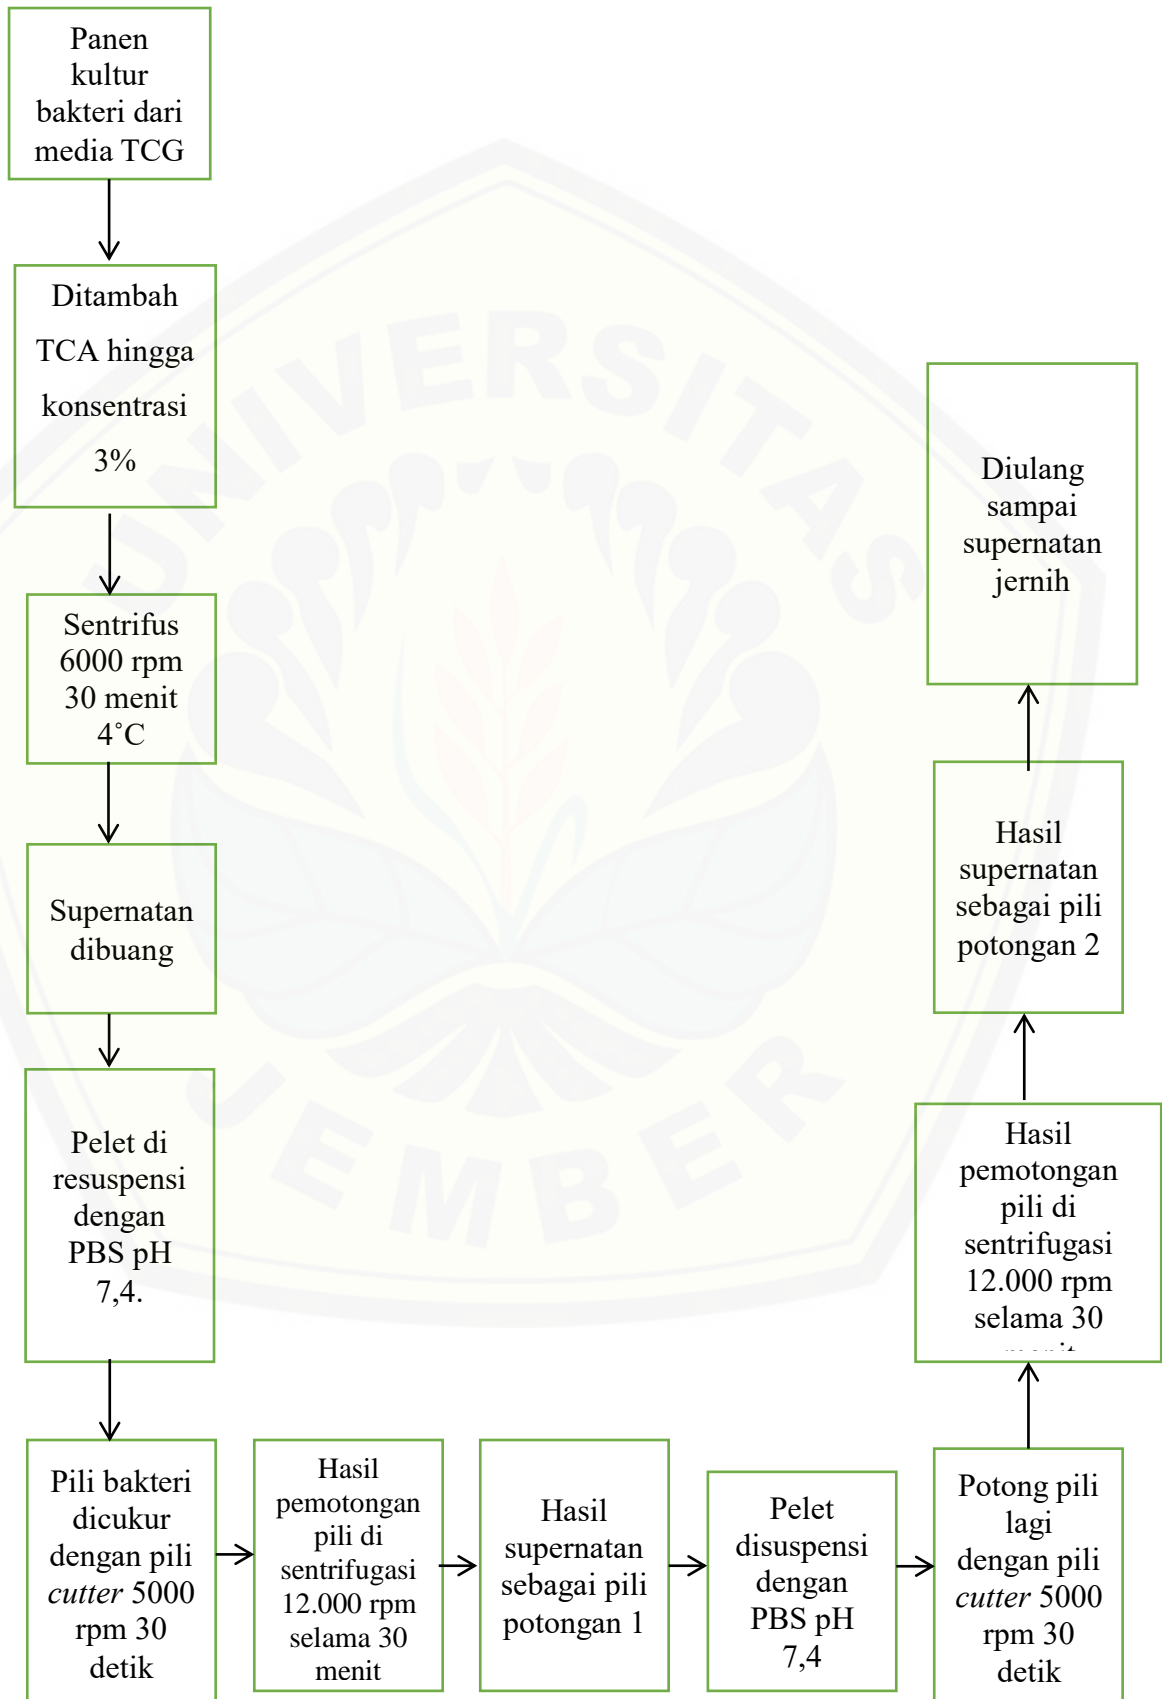 Panen
kultur
bakteri dari
media TCG
Ditambah
TCA hingga
konsentrasi
3%
Sentrifus
6000 rpm
30 menit
4˚C
Supernatan
dibuang
Pelet di
resuspensi
dengan
PBS pH
7,4.
Pili bakteri
dicukur
dengan pili
cutter 5000
rpm 30
detik
Hasil
pemotongan
pili di
sentrifugasi
12.000 rpm
selama 30
menit
Hasil
supernatan
sebagai pili
potongan 1
Pelet
disuspensi
dengan
PBS pH
7,4
Potong pili
lagi
dengan pili
cutter 5000
rpm 30
detik
Hasil
pemotongan
pili di
sentrifugasi
12.000 rpm
selama 30
Hasil
supernatan
sebagai pili
potongan 2
Diulang
sampai
supernatan
jernih
UNIVERSITAS
JEMBER